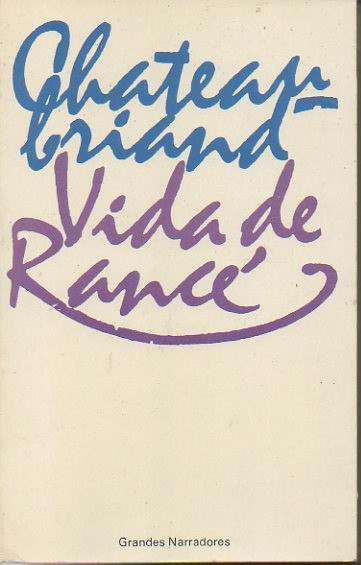 Chateau-
briand
Vida de
Rancé
Grandes Narradores